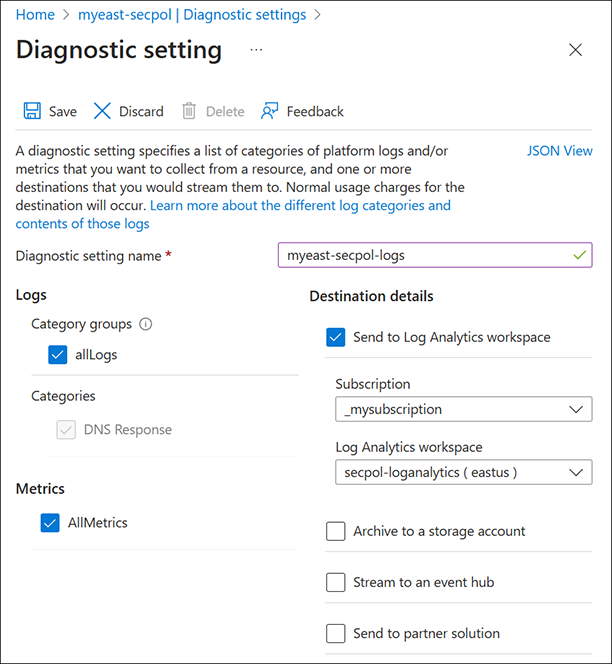 Home > myeast-secpol | Diagnostic settings >
Diagnostic setting ...
Save Discard Delete Feedback
A diagnostic setting specifies a list of categories of platform logs and/or
metrics that you want to collect from a resource, and one or more
destinations that you would stream them to. Normal usage charges for the
destination will occur. Learn more about the different log categories and
contents of those logs
JSON View
Diagnostic setting name *
myeast-secpol-logs
Logs
Category groups
allLogs
Categories
DNS Response
Metrics
AllMetrics
Destination details
Send to Log Analytics workspace
Subscription
_mysubscription
Log Analytics workspace
secpol-loganalytics ( eastus )
Archive to a storage account
Stream to an event hub
Send to partner solution